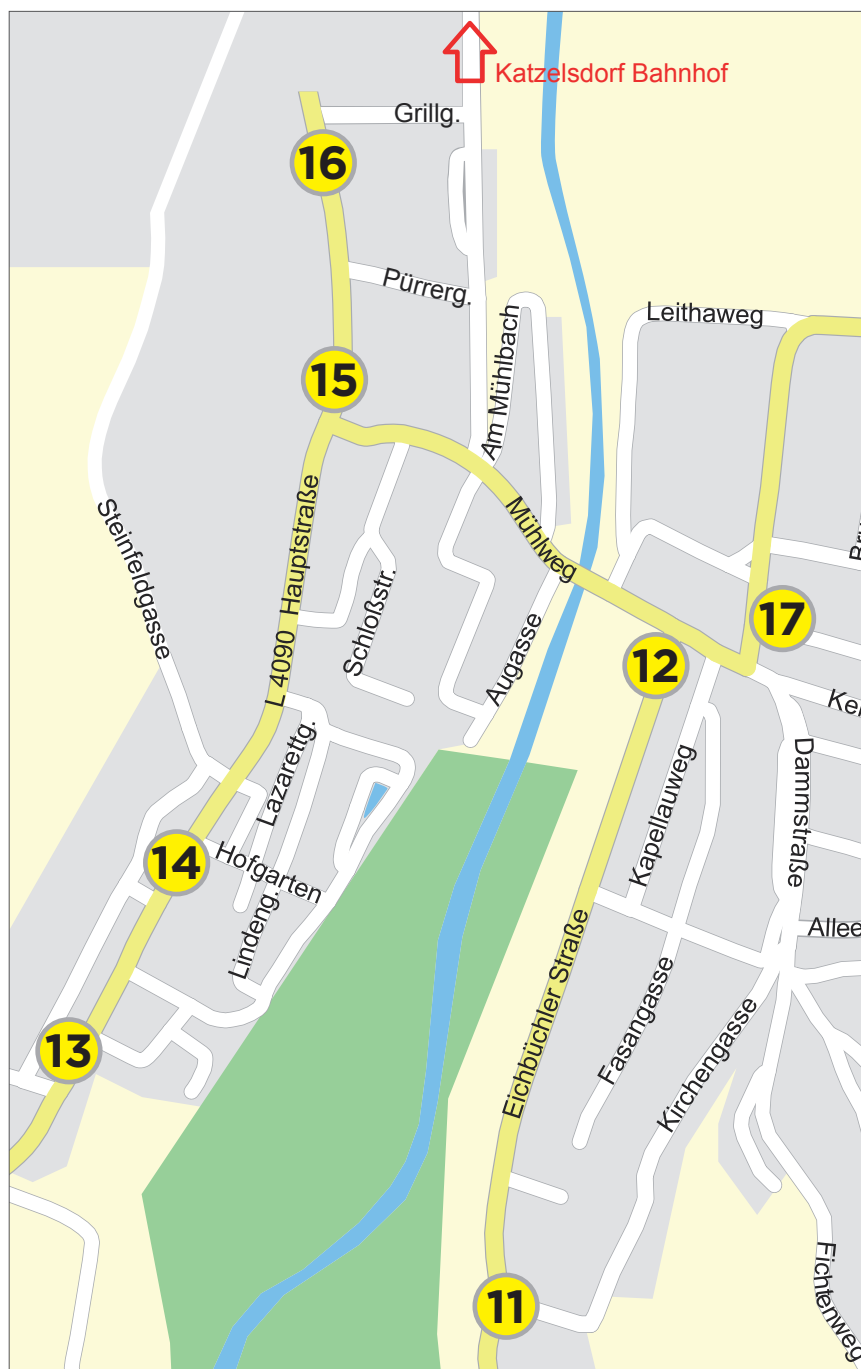 Katzelsdorf Bahnhof
Grillg.
16
Pürrerg.
Leithaweg
Am Mühlbach
15
Mühlweg
Steinfeldgasse
L 4090 Hauptstraße
Schloßstr.
Augasse
17
12
Lazarettg.
Kapellauweg
Dammstraße
14
Hofgarten
Lindeng.
Eichbüchler Straße
Allee
Fasangasse
Kirchengasse
13
Fichtenweg
11